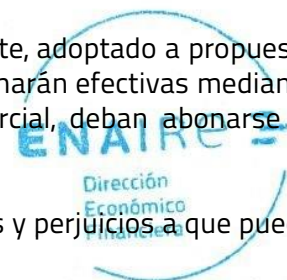 te, adoptado a propues
narán efectivas median
rcial, deban abonarse
ENAIRe
Dirección
Económico
Financiera
s y perjuicios a que pue